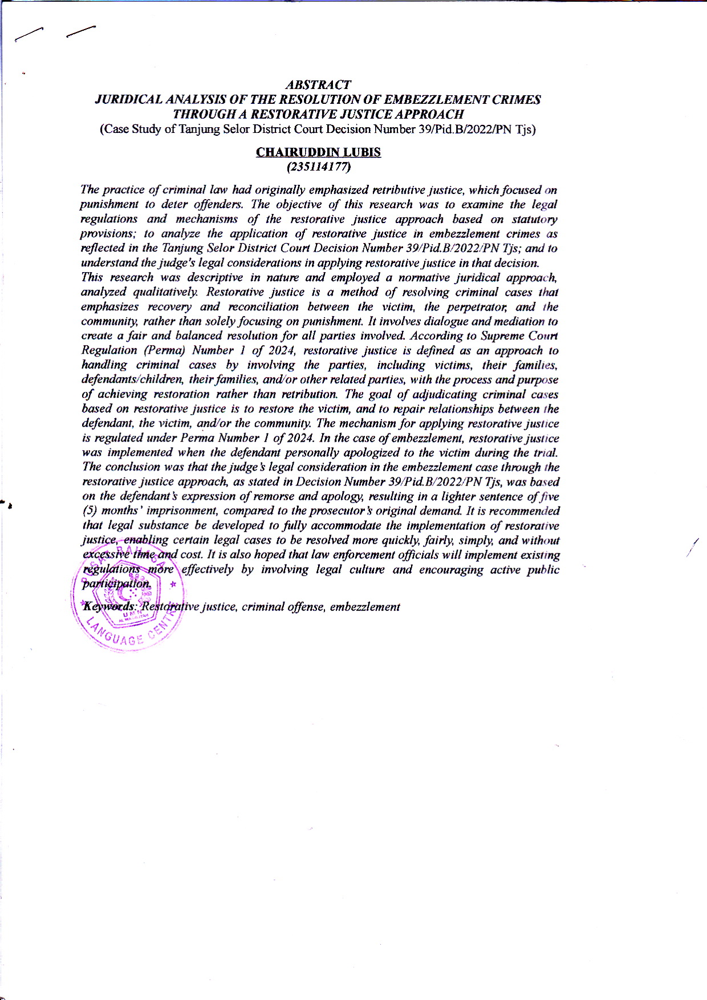 ABSTRACT
JURIDICAL ANALYSIS OF THE RESOLUTION OF EMBEZZLEMENT CRIMES
THROUGH A RESTORATIVE JUSTICE APPROACH
(Case Study of Tanjung Selor District Court Decision Number 39/Pid.B/2022/PN Tjs)
CHAIRUDDIN LUBIS
(235114177)
The practice of criminal law had originally emphasized retributive justice, which focused on
punishment to deter offenders. The objective of this research was to examine the legal
regulations and mechanisms of the restorative justice approach based on statutory
provisions; to analyze the application of restorative justice in embezzlement crimes as
reflected in the Tanjung Selor District Court Decision Number 39/Pid.B/2022/PN Tjs; and to
understand the judge's legal considerations in applying restorative justice in that decision.
This research was descriptive in nature and employed a normative juridical approach,
analyzed qualitatively. Restorative justice is a method of resolving criminal cases that
emphasizes recovery and reconciliation between the victim, the perpetrator, and the
community, rather than solely focusing on punishment. It involves dialogue and mediation to
create a fair and balanced resolution for all parties involved. According to Supreme Court
Regulation (Perma) Number 1 of 2024, restorative justice is defined as an approach to
handling criminal cases by involving the parties, including victims, their families,
defendants/children, their families, and/or other related parties, with the process and purpose
of achieving restoration rather than retribution. The goal of adjudicating criminal cases
based on restorative justice is to restore the victim, and to repair relationships between the
defendant, the victim, and/or the community. The mechanism for applying restorative justice
is regulated under Perma Number 1 of 2024. In the case of embezzlement, restorative justice
was implemented when the defendant personally apologized to the victim during the trial.
The conclusion was that the judge's legal consideration in the embezzlement case through the
restorative justice approach, as stated in Decision Number 39/Pid.B/2022/PN Tjs, was based
on the defendant's expression of remorse and apology, resulting in a lighter sentence of five
(5) months' imprisonment, compared to the prosecutor's original demand. It is recommended
that legal substance be developed to fully accommodate the implementation of restorative
justice, enabling certain legal cases to be resolved more quickly, fairly, simply, and without
excessive time and cost. It is also hoped that law enforcement officials will implement existing
regulations more effectively by involving legal culture and encouraging active public
participation.
Keywords: Restorative justice, criminal offense, embezzlement
PUSAT BAHASA
UMN
AL WASHLIYAH
LANGUAGE CENTRE